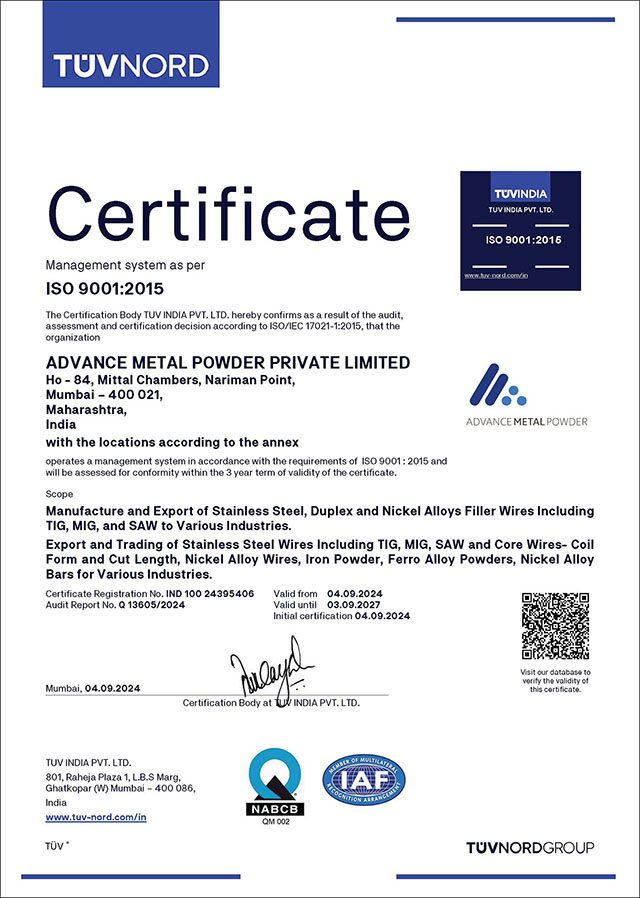 TÜVNORD
Certificate
TÜVINDIA
TUV INDIA PVT. LTD.
ISO 9001:2015
www.tuv-nord.com/in
Management system as per
ISO 9001:2015
The Certification Body TUV INDIA PVT. LTD. hereby confirms as a result of the audit,
assessment and certification decision according to ISO/IEC 17021-1:2015, that the
organization
ADVANCE METAL POWDER PRIVATE LIMITED
Ho - 84, Mittal Chambers, Nariman Point,
Mumbai – 400 021,
Maharashtra,
India
ADVANCE METAL POWDER
with the locations according to the annex
operates a management system in accordance with the requirements of ISO 9001 : 2015 and
will be assessed for conformity within the 3 year term of validity of the certificate.
Scope
Manufacture and Export of Stainless Steel, Duplex and Nickel Alloys Filler Wires Including
TIG, MIG, and SAW to Various Industries.
Export and Trading of Stainless Steel Wires Including TIG, MIG, SAW and Core Wires- Coil
Form and Cut Length, Nickel Alloy Wires, Iron Powder, Ferro Alloy Powders, Nickel Alloy
Bars for Various Industries.
Certificate Registration No. IND 100 24395406
Audit Report No. Q 13605/2024
Valid from 04.09.2024
Valid until 03.09.2027
Initial certification 04.09.2024
Visit our database to
verify the validity of
this certificate.
Mumbai, 04.09.2024
Certification Body at TUV INDIA PVT. LTD.
TUV INDIA PVT. LTD.
801, Raheja Plaza 1, L.B.S Marg,
Ghatkopar (W) Mumbai – 400 086,
India
www.tuv-nord.com/in
NABCB
QM 002
MEMBER OF MULTILATERAL
IAF
RECOGNITION ARRANGEMENT
TÜV ®
TÜVNORDGROUP